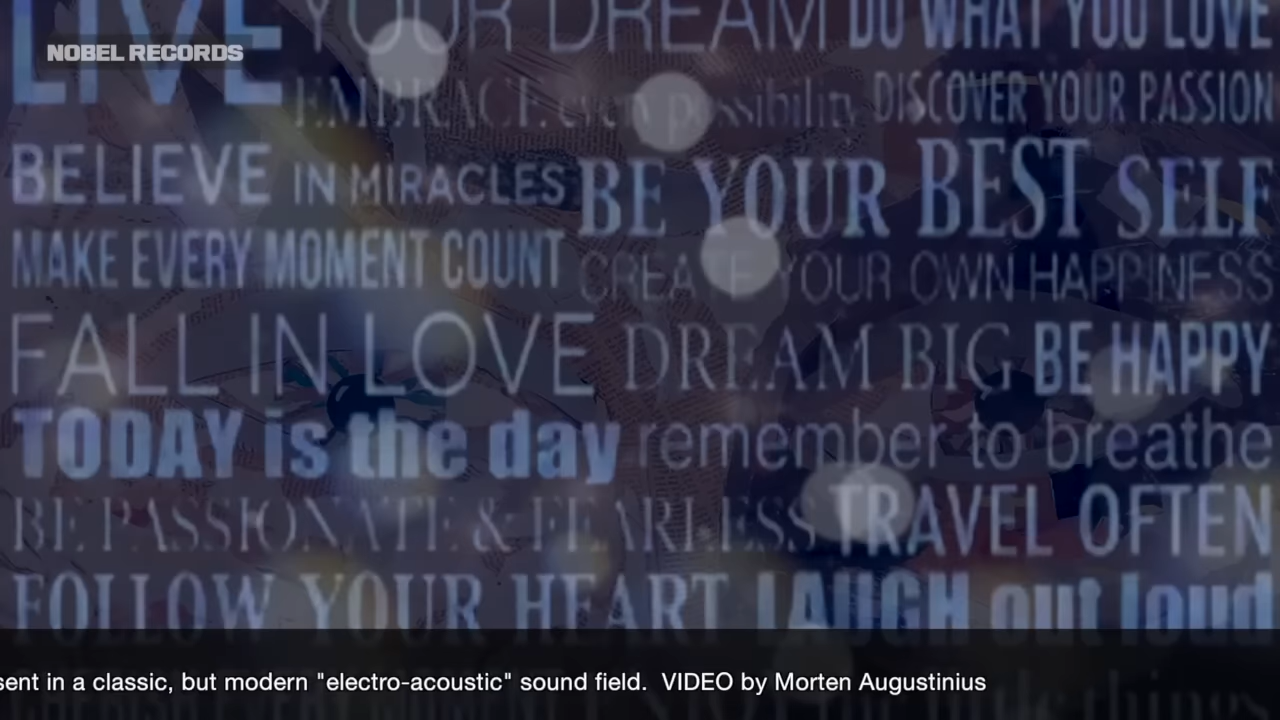 LIVE YOUR DREAM DO WHAT YOU LOVE
NOBEL RECORDS
EMBRACE every possibility DISCOVER YOUR PASSION
BELIEVE IN MIRACLES BE YOUR BEST SELF
MAKE EVERY MOMENT COUNT CREATE YOUR OWN HAPPINESS
FALL IN LOVE DREAM BIG BE HAPPY
TODAY is the day remember to breathe
BE PASSIONATE & FEARLESS TRAVEL OFTEN
FOLLOW YOUR HEART LAUGH out loud
sent in a classic, but modern "electro-acoustic" sound field. VIDEO by Morten Augustinius
things